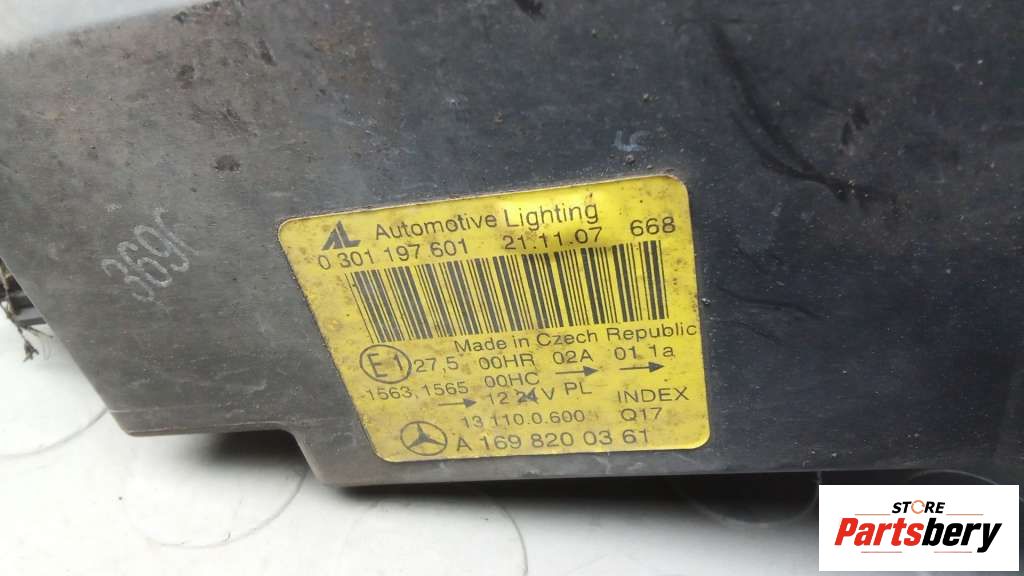 AL Automotive Lighting
0 301 197 601 21.11.07 668
Made in Czech Republic
E1 27,5 00HR 02A 01 1a
1563,1565 00HC → →
→ 12 24V PL INDEX
13 110.0.600 Q17
A 169 820 03 61
STORE
Partsbery